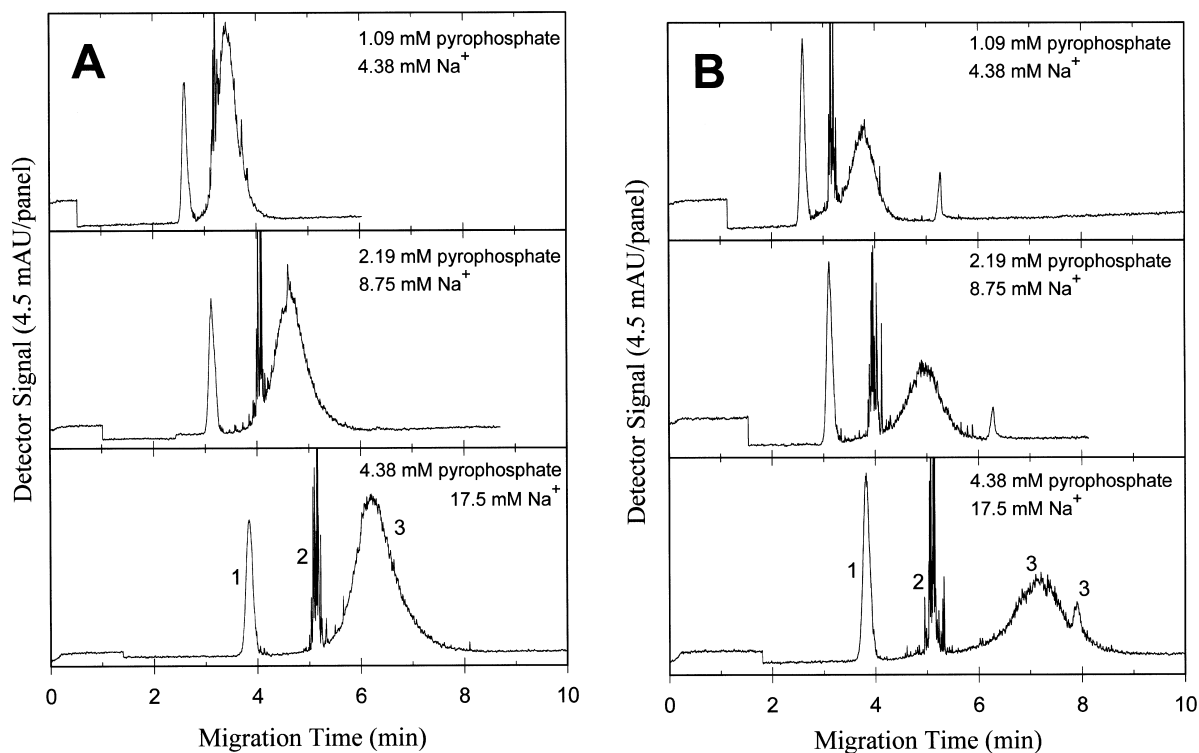 A
1.09 mM pyrophosphate
4.38 mM Na+
2.19 mM pyrophosphate
8.75 mM Na+
4.38 mM pyrophosphate
17.5 mM Na+
1
2
3
Detector Signal (4.5 mAU/panel)
0 2 4 6 8 10
Migration Time (min)
B
1.09 mM pyrophosphate
4.38 mM Na+
2.19 mM pyrophosphate
8.75 mM Na+
4.38 mM pyrophosphate
17.5 mM Na+
1
2
3
3
Detector Signal (4.5 mAU/panel)
0 2 4 6 8 10
Migration Time (min)